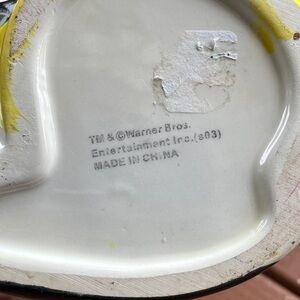 TM & ©Warner Bros.
Entertainment Inc.(s03)
MADE IN CHINA